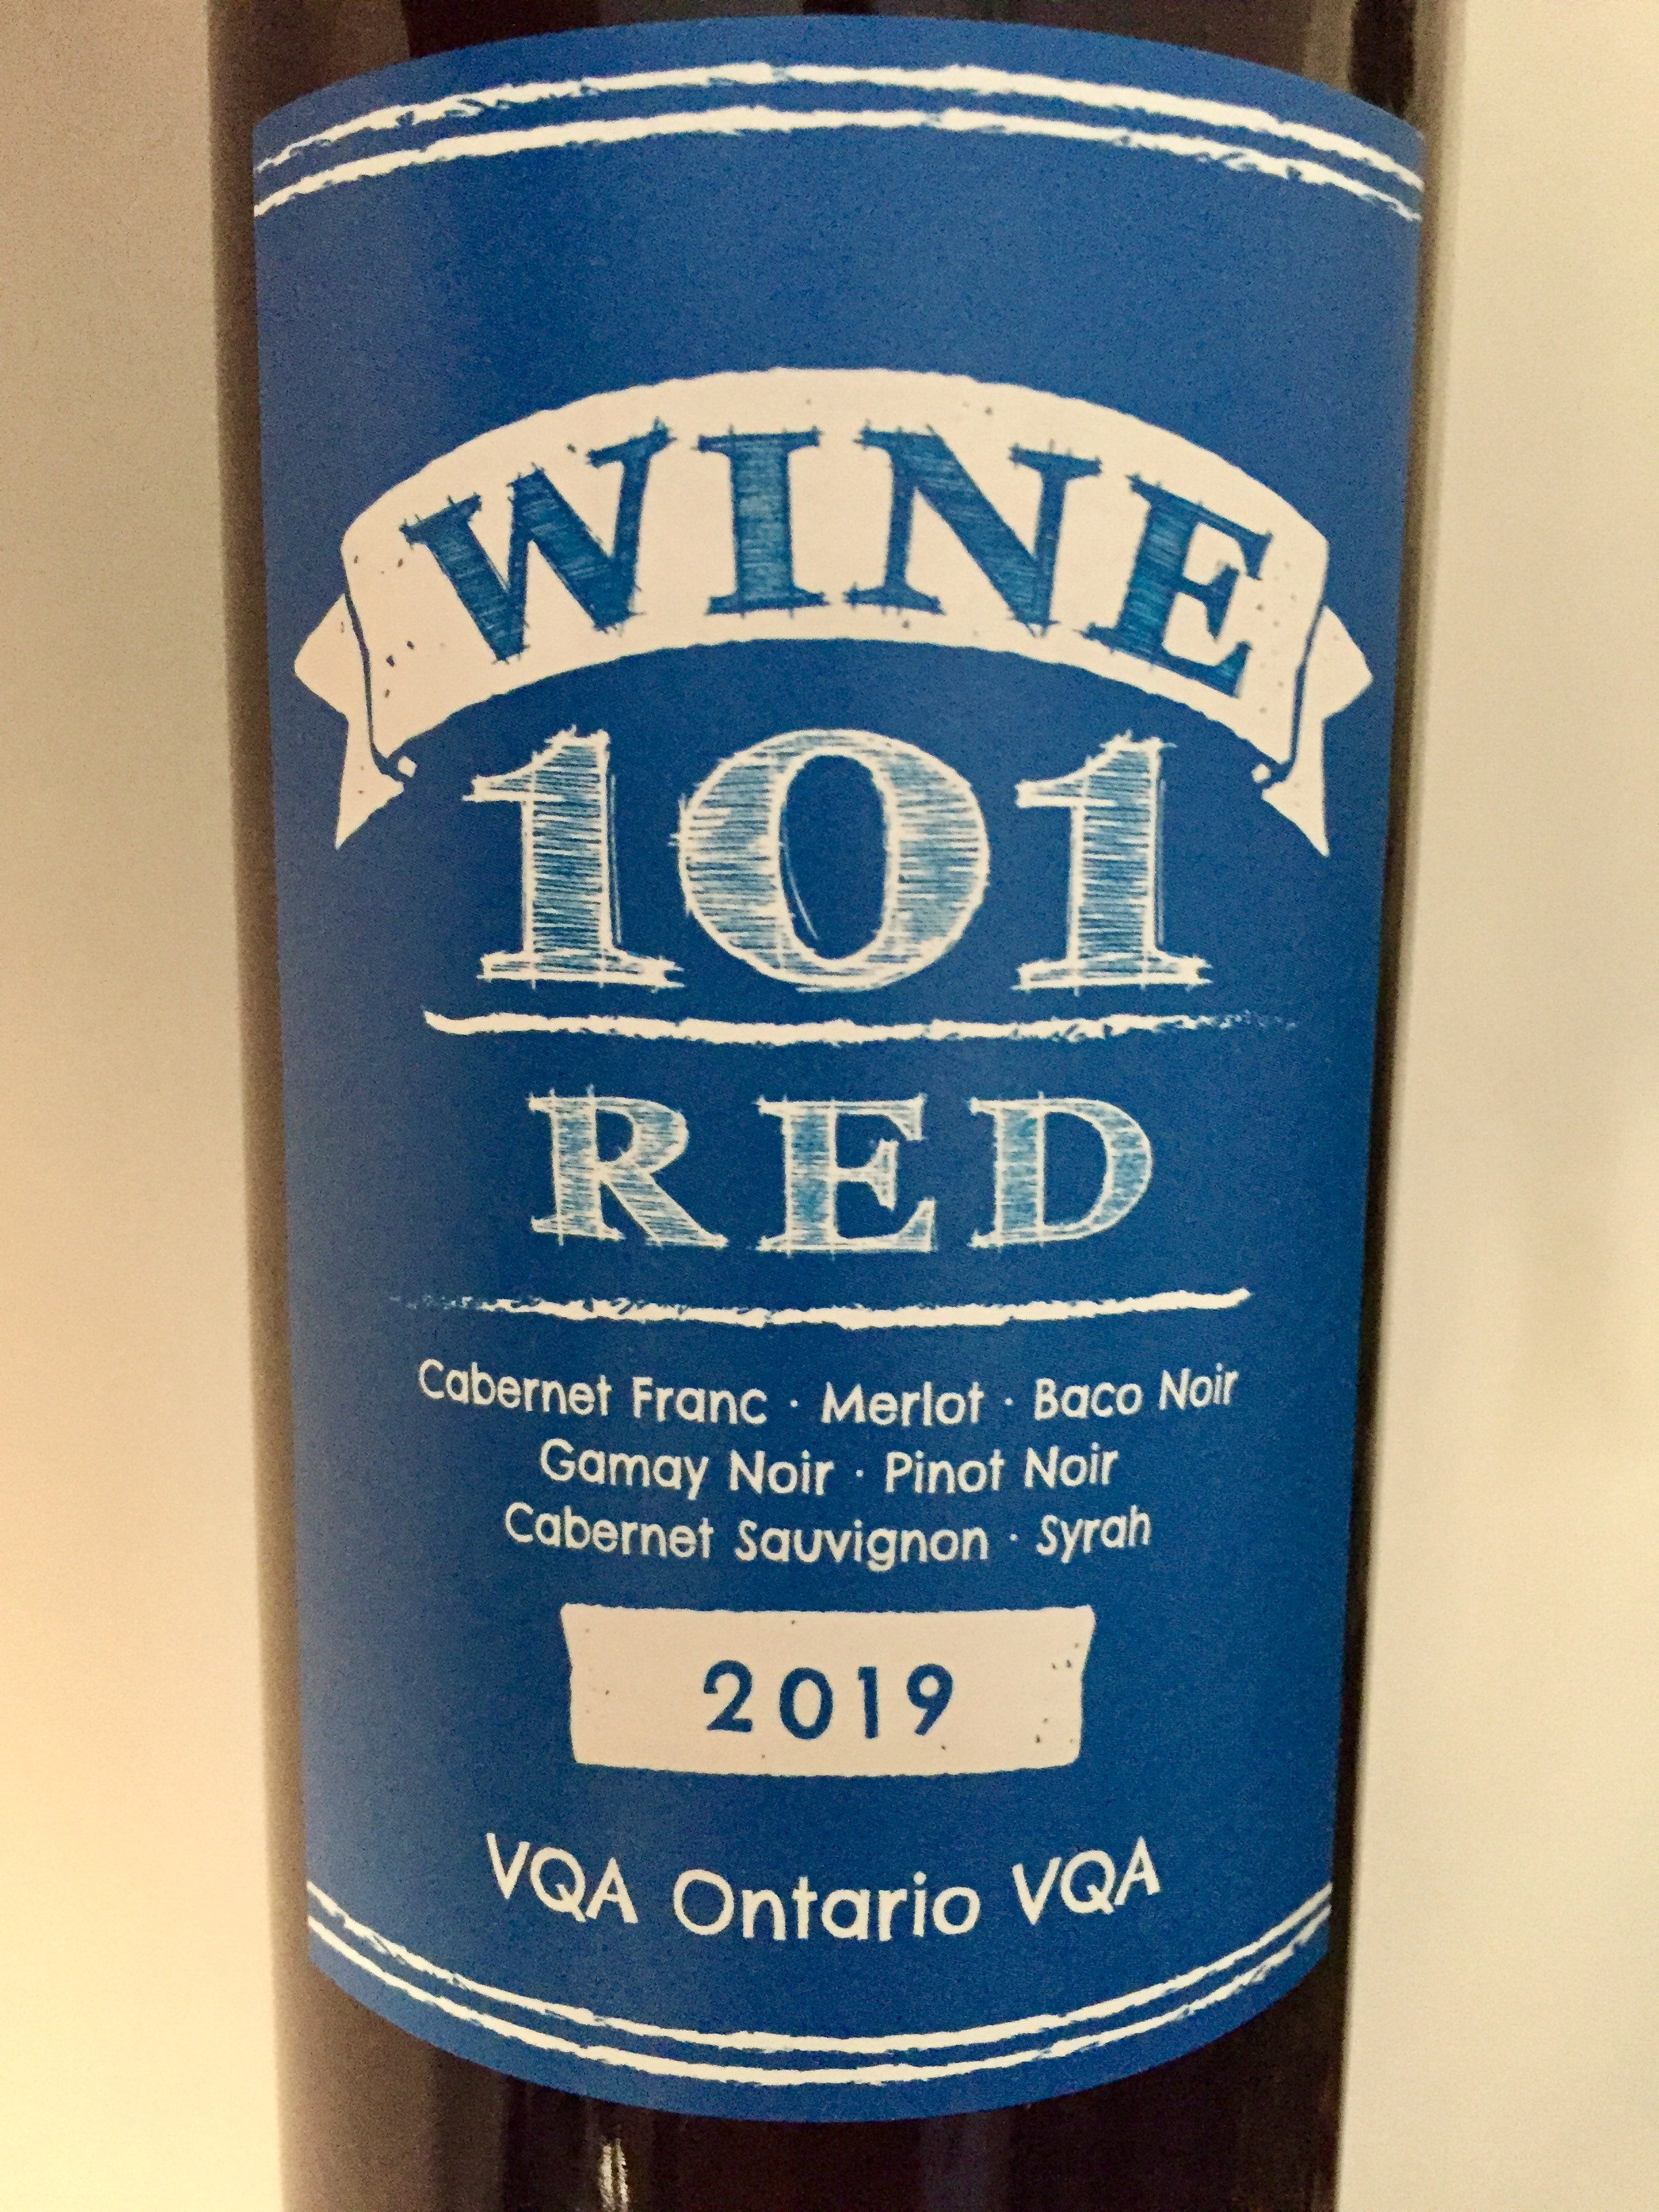 WINE
101
RED
Cabernet Franc · Merlot · Baco Noir
Gamay Noir · Pinot Noir
Cabernet Sauvignon · Syrah
2019
VQA Ontario VQA